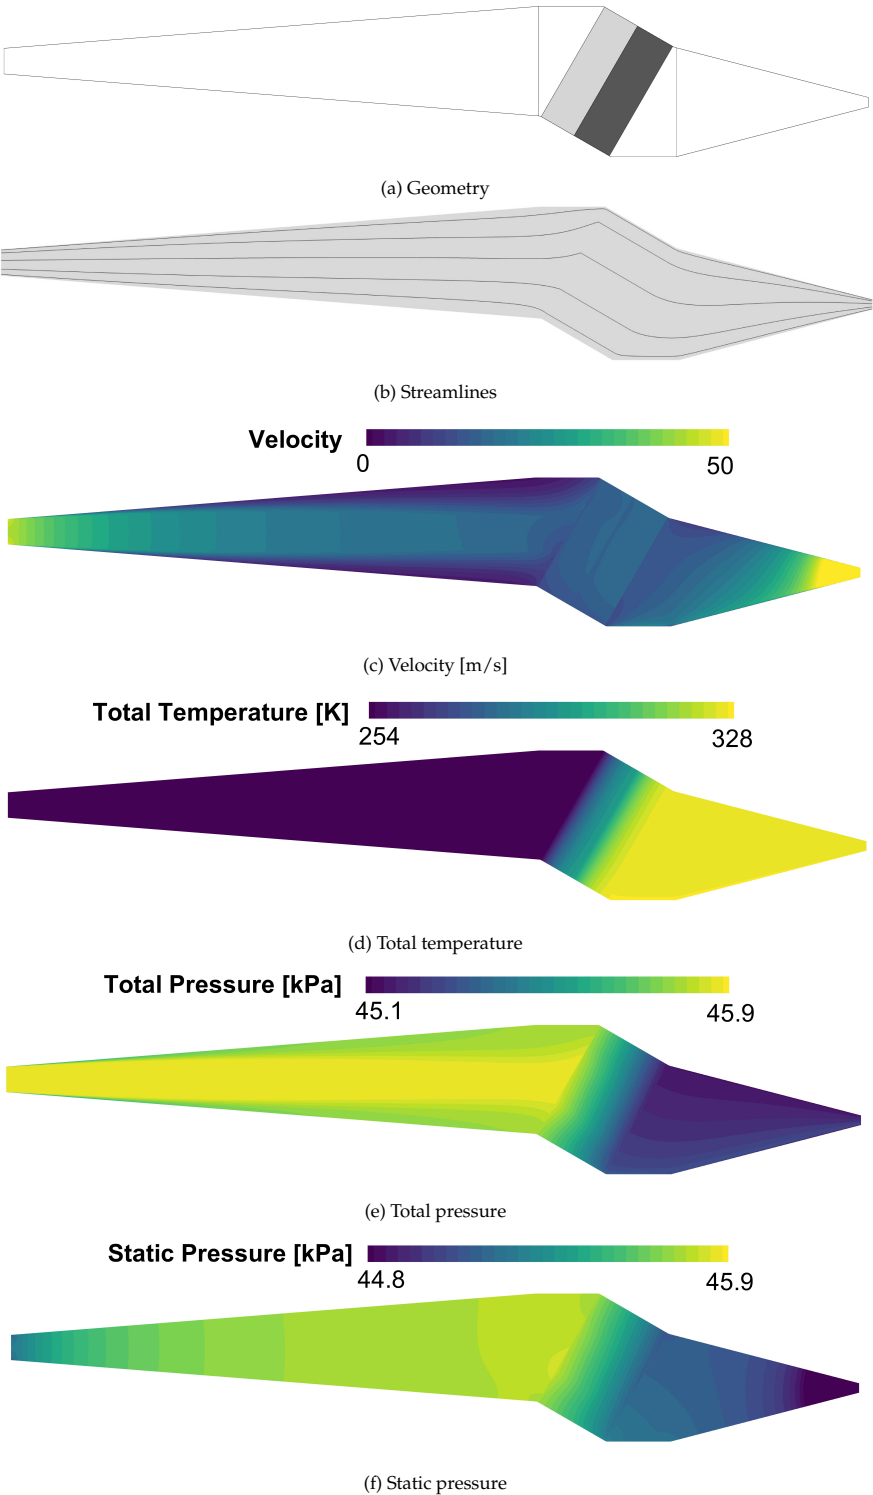 (a) Geometry
(b) Streamlines
Velocity
0 50
(c) Velocity [m/s]
Total Temperature [K]
254 328
(d) Total temperature
Total Pressure [kPa]
45.1 45.9
(e) Total pressure
Static Pressure [kPa]
44.8 45.9
(f) Static pressure